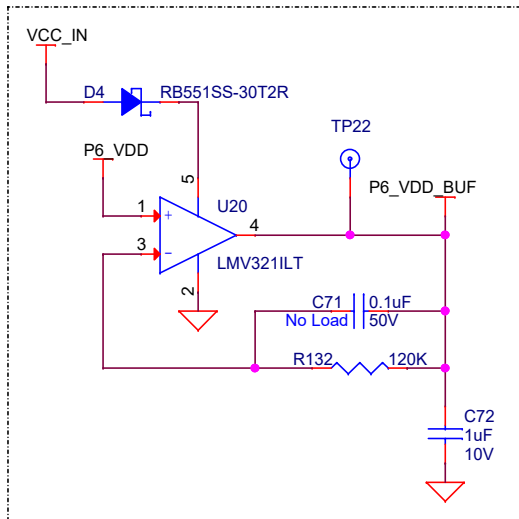 VCC_IN
D4 RB551SS-30T2R
TP22
P6_VDD
5
U20
P6_VDD_BUF
1 +
4
3 -
LMV321ILT
2
C71 0.1uF
No Load 50V
R132 120K
C72
1uF
10V